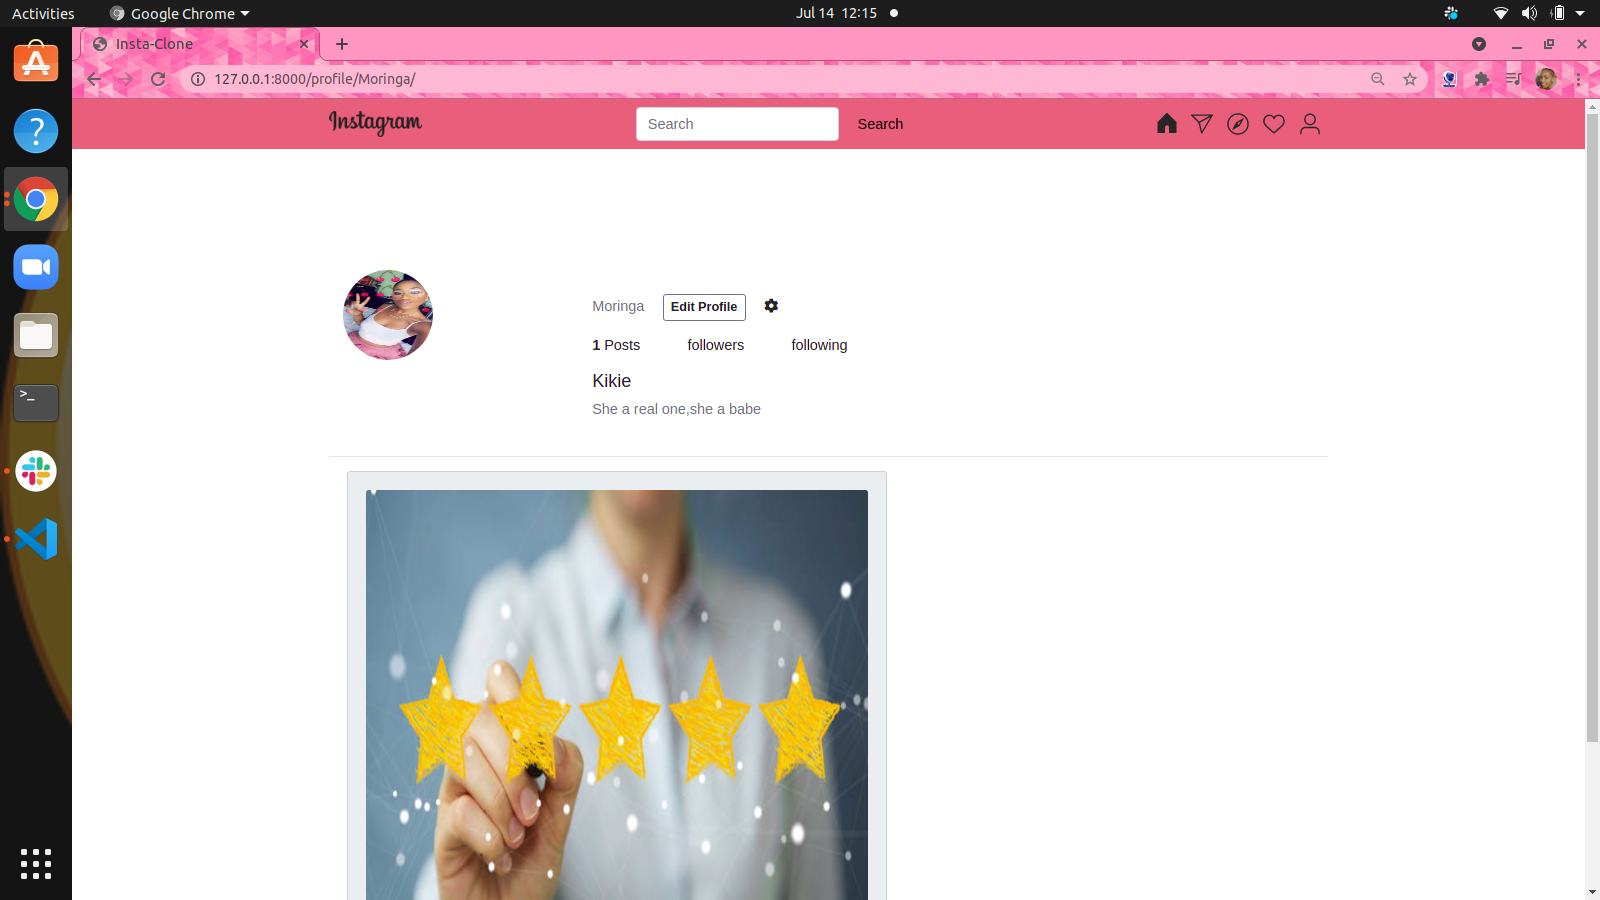 Activities Google Chrome Jul 14 12:15
Insta-Clone
127.0.0.1:8000/profile/Moringa/
Instagram Search Search
Moringa Edit Profile
1 Posts followers following
Kikie
She a real one,she a babe
>_